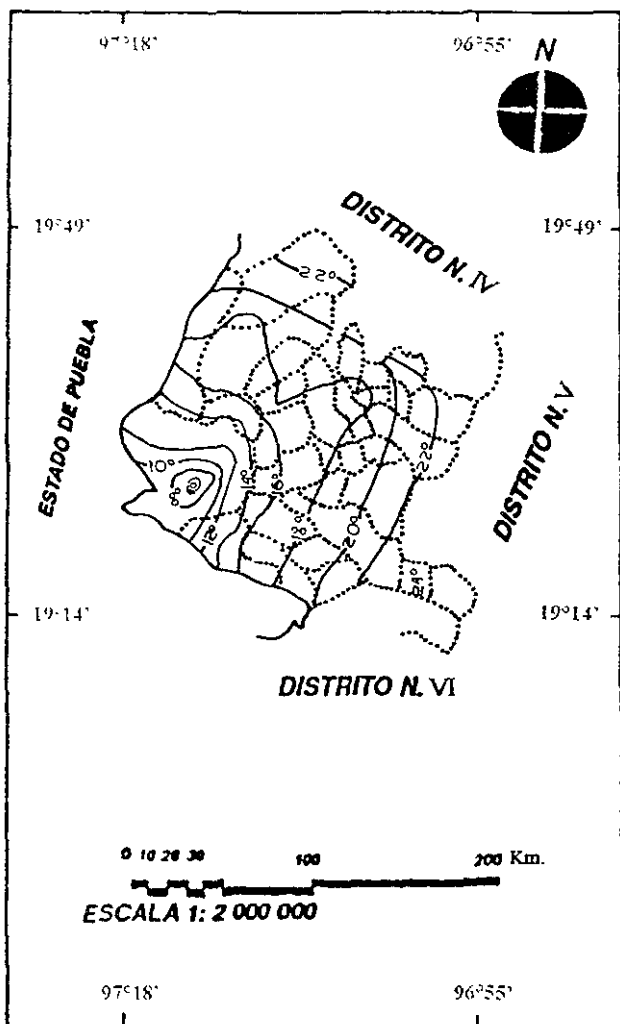 97°18'
96°55'
N
19°49'
DISTRITO N. IV
19°49'
22°
ESTADO DE PUEBLA
DISTRITO N. V
22°
10°
14°
16°
8°
12°
18°
20°
24°
19°14'
19°14'
DISTRITO N. VI
0 10 20 30 100 200 Km.
ESCALA 1: 2 000 000
97°18'
96°55'